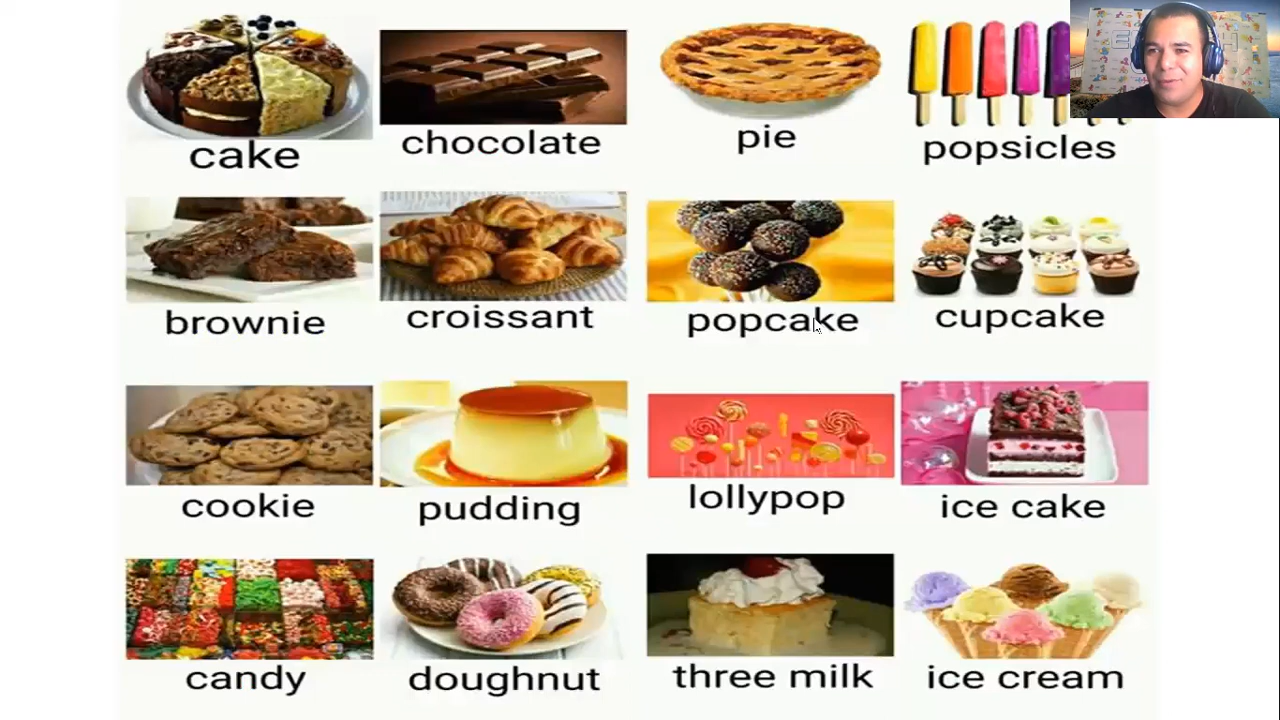 cake
chocolate
pie
popsicles
brownie
croissant
popcake
cupcake
cookie
pudding
lollypop
ice cake
candy
doughnut
three milk
ice cream